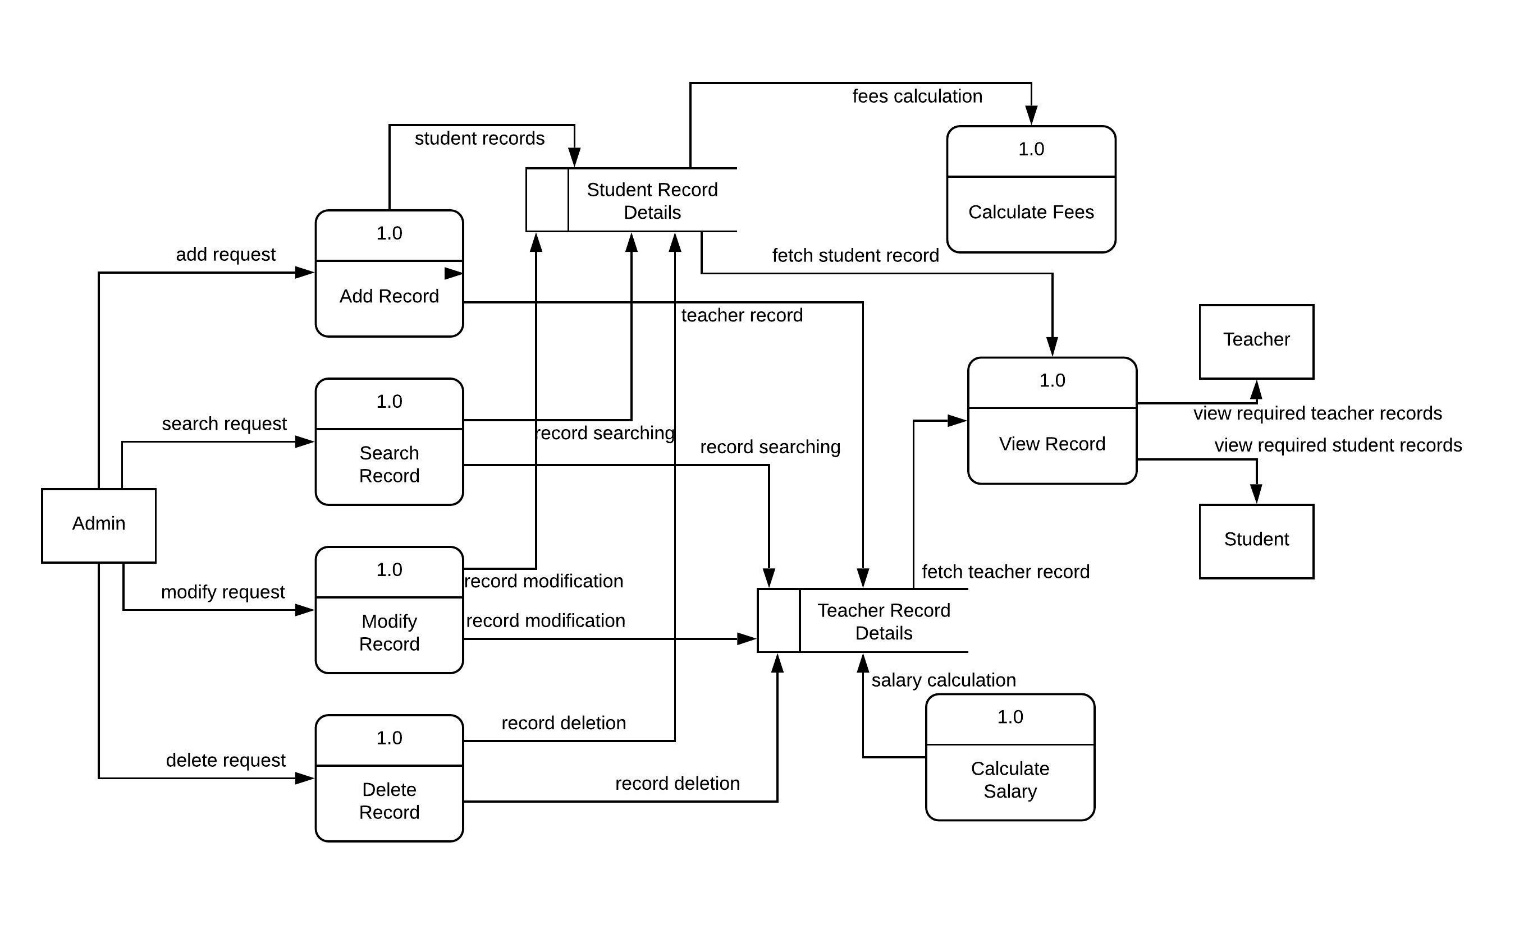 fees calculation
student records
1.0
Calculate Fees
Student Record
Details
1.0
Add Record
add request
fetch student record
teacher record
Teacher
1.0
View Record
view required teacher records
view required student records
Student
1.0
Search
Record
search request
record searching
record searching
Admin
1.0
Modify
Record
modify request
record modification
record modification
fetch teacher record
Teacher Record
Details
salary calculation
1.0
Calculate
Salary
1.0
Delete
Record
delete request
record deletion
record deletion